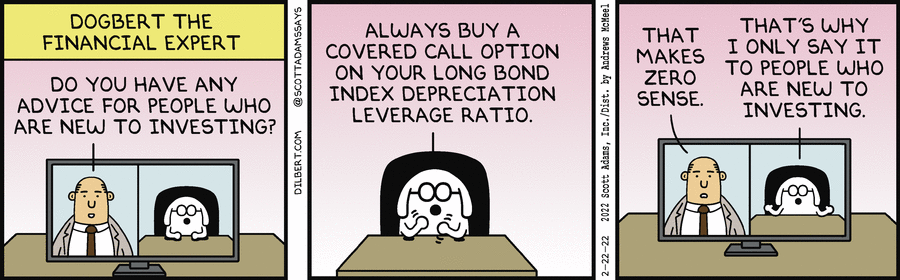 DOGBERT THE
FINANCIAL EXPERT
DO YOU HAVE ANY
ADVICE FOR PEOPLE WHO
ARE NEW TO INVESTING?
DILBERT.COM @SCOTTADAMSSAYS
ALWAYS BUY A
COVERED CALL OPTION
ON YOUR LONG BOND
INDEX DEPRECIATION
LEVERAGE RATIO.
2-22-22 2022 Scott Adams, Inc./Dist. by Andrews McMeel
THAT
MAKES
ZERO
SENSE.
THAT'S WHY
I ONLY SAY IT
TO PEOPLE WHO
ARE NEW TO
INVESTING.